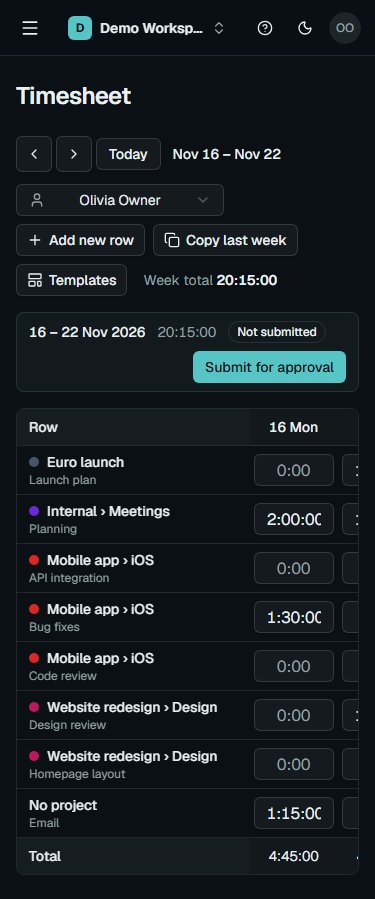 D Demo Worksp... OO
Timesheet
Today Nov 16 – Nov 22
Olivia Owner
Add new row Copy last week
Templates Week total 20:15:00
16 – 22 Nov 2026 20:15:00 Not submitted
Submit for approval
Row 16 Mon
Euro launch 0:00
Launch plan
Internal › Meetings 2:00:00
Planning
Mobile app › iOS 0:00
API integration
Mobile app › iOS 1:30:00
Bug fixes
Mobile app › iOS 0:00
Code review
Website redesign › Design 0:00
Design review
Website redesign › Design 0:00
Homepage layout
No project 1:15:00
Email
Total 4:45:00